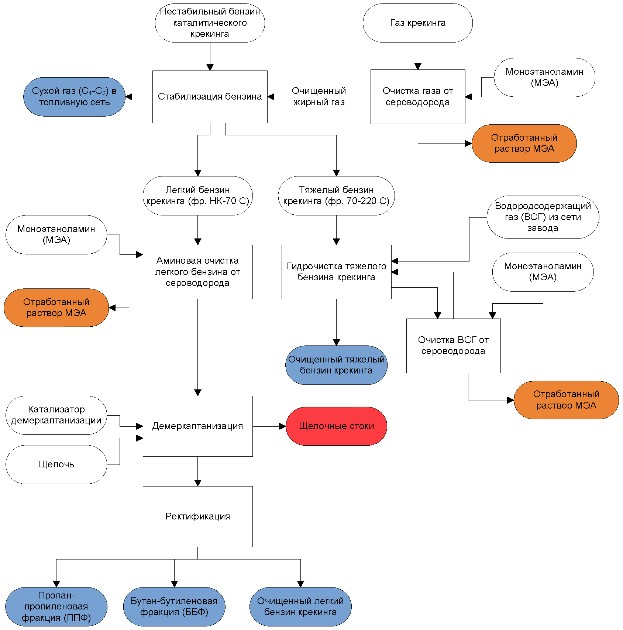 Нестабильный бензин
каталитического
крекинга
Газ крекинга
Сухой газ (C₁-C₂) в
топливную сеть
Стабилизация бензина
Очищенный
жирный газ
Очистка газа от
сероводорода
Моноэтаноламин
(МЭА)
Отработанный
раствор МЭА
Легкий бензин
крекинга (фр. НК-70 С)
Тяжелый бензин
крекинга (фр. 70-220 С)
Водородсодержащий
газ (ВСГ) из сети
завода
Моноэтаноламин
(МЭА)
Аминовая очистка
легкого бензина от
сероводорода
Гидрочистка тяжелого
бензина крекинга
Моноэтаноламин
(МЭА)
Отработанный
раствор МЭА
Очистка ВСГ от
сероводорода
Очищенный тяжелый
бензин крекинга
Отработанный
раствор МЭА
Катализатор
демеркаптанизации
Демеркаптанизация
Щелочные стоки
Щелочь
Ректификация
Пропан-
пропиленовая
фракция (ППФ)
Бутан-бутиленовая
фракция (ББФ)
Очищенный легкий
бензин крекинга